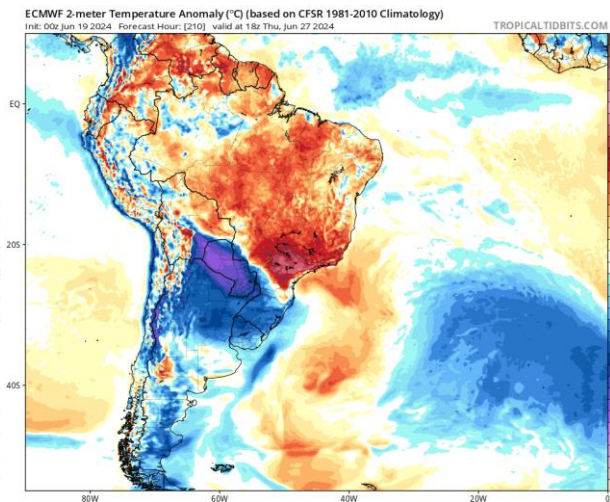 ECMWF 2-meter Temperature Anomaly (°C) (based on CFSR 1981-2010 Climatology)
Init: 00z Jun 19 2024 Forecast Hour: [210] valid at 18z Thu, Jun 27 2024
TROPICALTIDBITS.COM
EQ
20S
40S
80W
60W
40W
20W
0